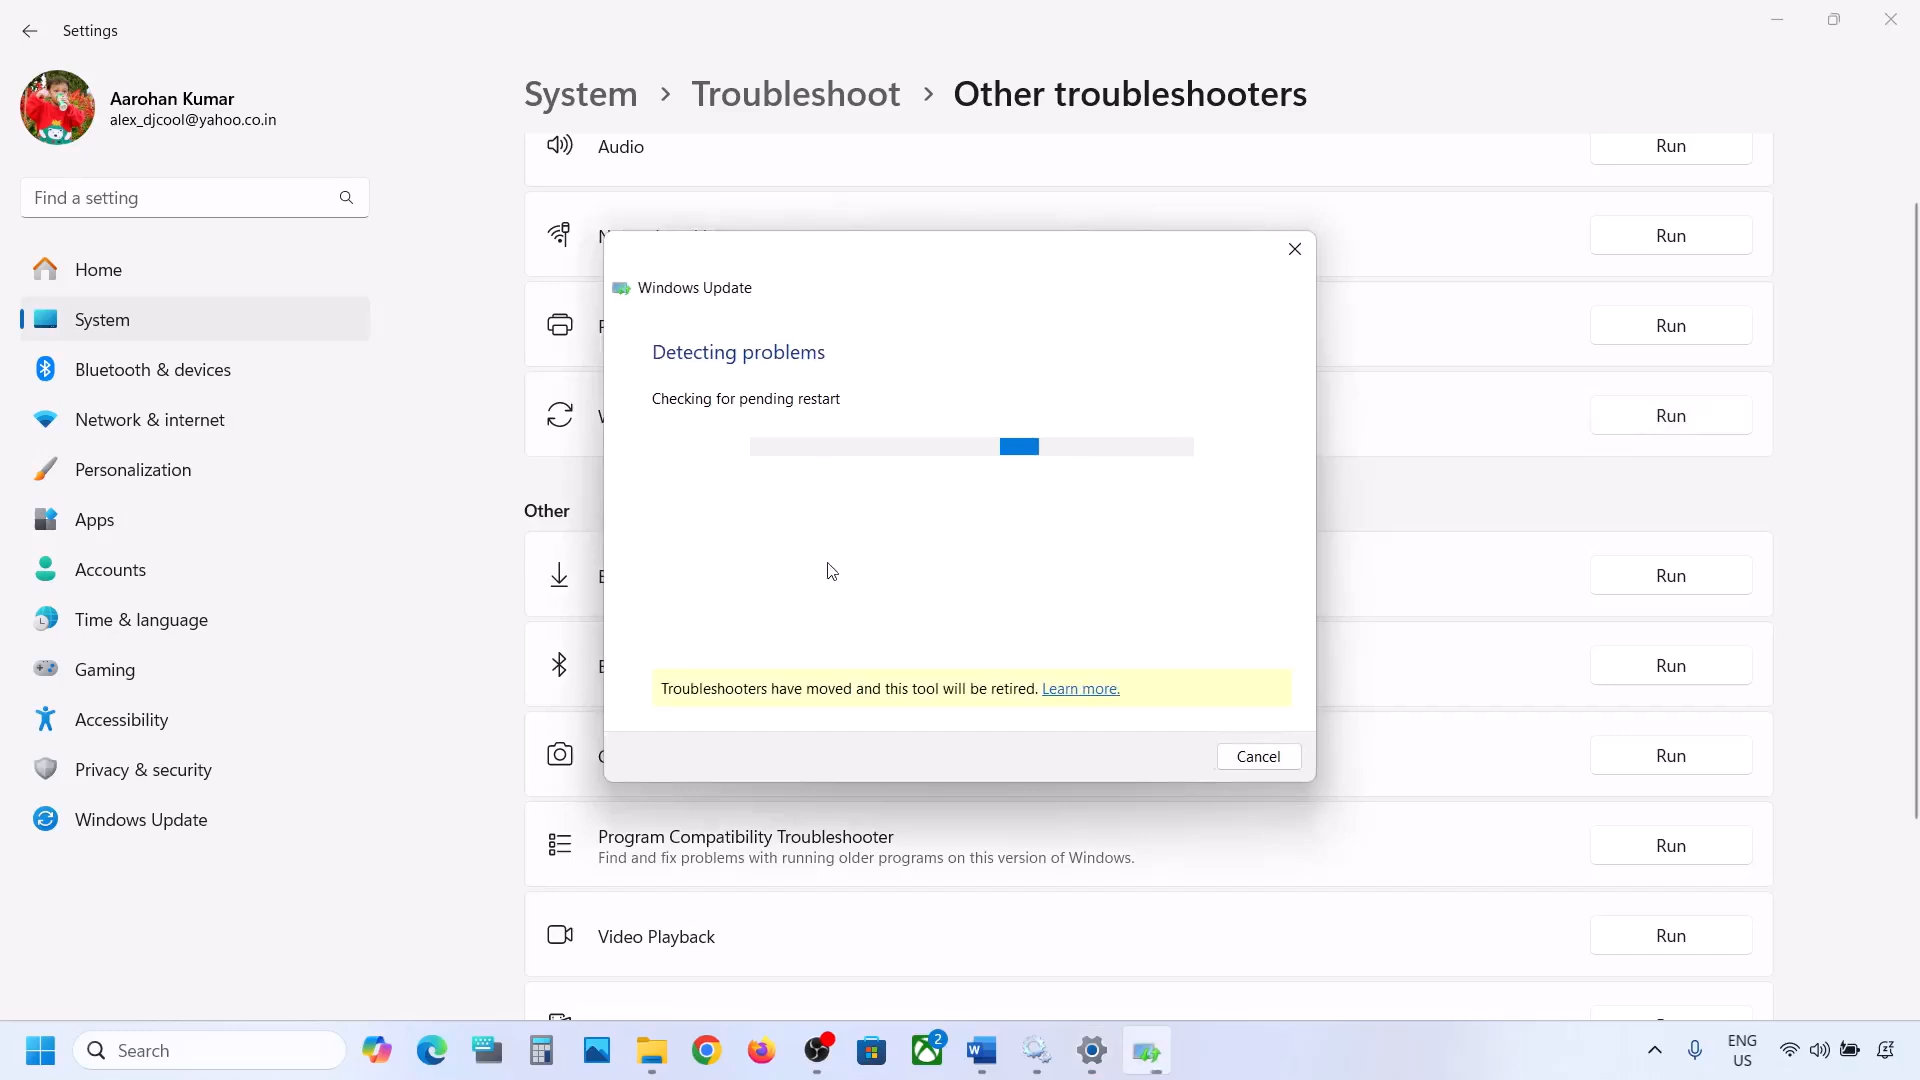 Settings
Aarohan Kumar
alex_djcool@yahoo.co.in
Find a setting
Home
System
Bluetooth & devices
Network & internet
Personalization
Apps
Accounts
Time & language
Gaming
Accessibility
Privacy & security
Windows Update
System > Troubleshoot > Other troubleshooters
Audio
Run
Run
Run
Run
Other
Run
Run
Run
Program Compatibility Troubleshooter
Find and fix problems with running older programs on this version of Windows.
Run
Video Playback
Run
Windows Update
Detecting problems
Checking for pending restart
Troubleshooters have moved and this tool will be retired. Learn more.
Cancel
Search
2
ENG
US